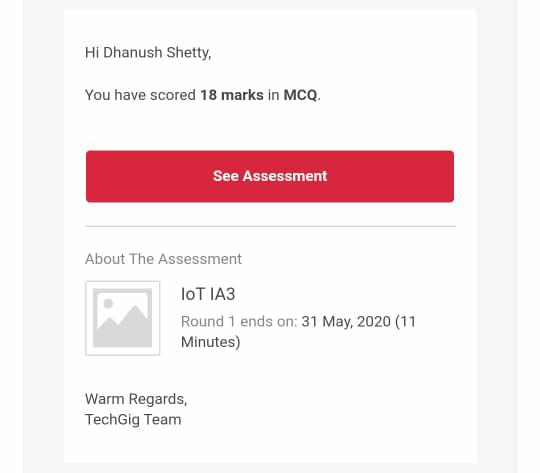 Hi Dhanush Shetty,
You have scored 18 marks in MCQ.
See Assessment
About The Assessment
IoT IA3
Round 1 ends on: 31 May, 2020 (11
Minutes)
Warm Regards,
TechGig Team